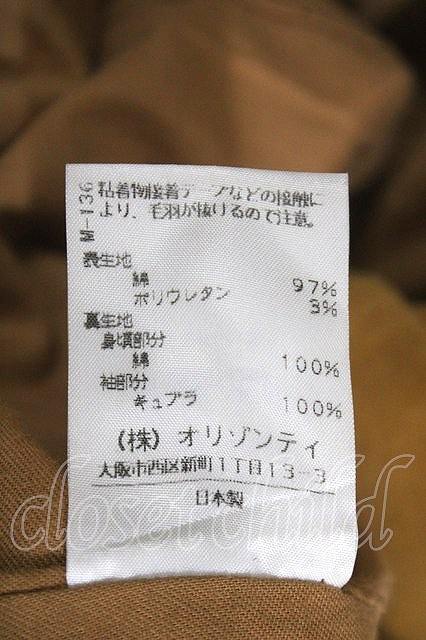 M-136
粘着物接着テープなどの接触に
より、毛羽が抜けるので注意。
表生地
綿 97%
ポリウレタン 3%
裏生地
身頃部分
綿 100%
袖部分
キュプラ 100%
(株)オリゾンティ
大阪市西区新町1丁目13-3
日本製
closet child